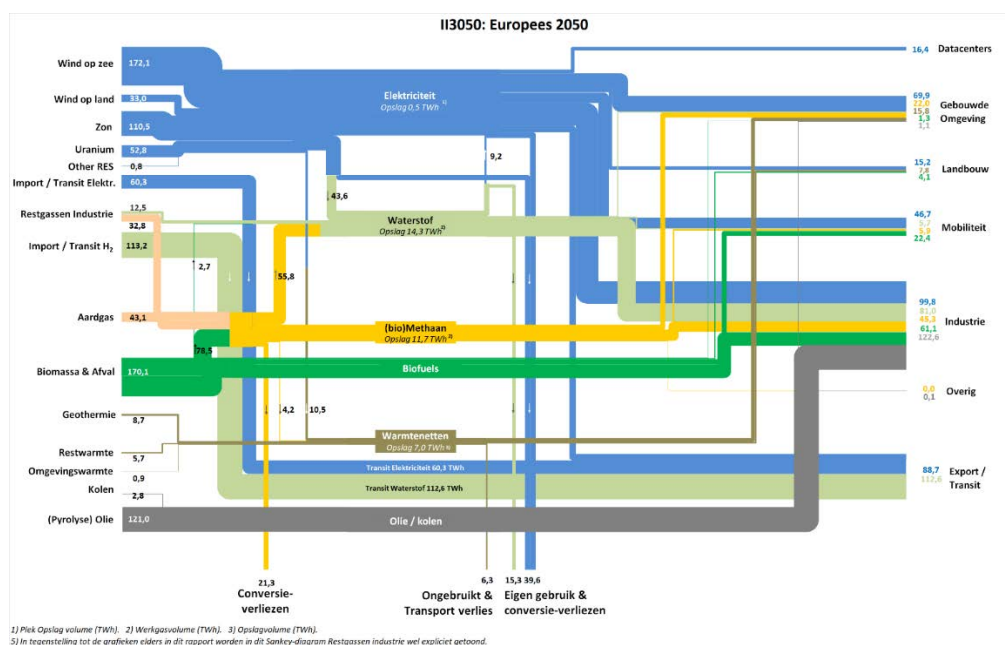 II3050: Europees 2050
Wind op zee
172,1
Wind op land
33,0
Zon
110,5
Uranium
52,8
Other RES
0,8
Import / Transit Elektr.
60,3
Restgassen Industrie
12,5
32,8
Import / Transit H2
113,2
Aardgas
43,1
Biomassa & Afval
170,1
Geothermie
8,7
Restwarmte
5,7
Omgevingswarmte
0,9
Kolen
2,8
(Pyrolyse) Olie
121,0
Elektriciteit
Opslag 0,5 TWh 1)
9,2
43,6
Waterstof
Opslag 14,3 TWh 2)
2,7
55,8
(bio)Methaan
Opslag 11,7 TWh 2)
78,5
Biofuels
4,2
10,5
Warmtenetten
Opslag 7,0 TWh 3)
Transit Elektriciteit 60,3 TWh
Transit Waterstof 112,6 TWh
Olie / kolen
16,4
Datacenters
69,9
22,0
15,8
1,3
1,1
Gebouwde
Omgeving
15,2
7,8
4,1
Landbouw
46,7
22,4
Mobiliteit
99,8
81,0
45,2
61,1
122,6
Industrie
0,0
0,1
Overig
88,7
112,6
Export /
Transit
21,3
Conversie-
verliezen
6,3
Ongebruikt &
Transport verlies
15,3 39,6
Eigen gebruik &
conversie-verliezen
1) Piek Opslag volume (TWh). 2) Werkgasvolume (TWh). 3) Opslagvolume (TWh).
5) In tegenstelling tot de grafieken elders in dit rapport worden in dit Sankey-diagram Restgassen industrie wel expliciet getoond.